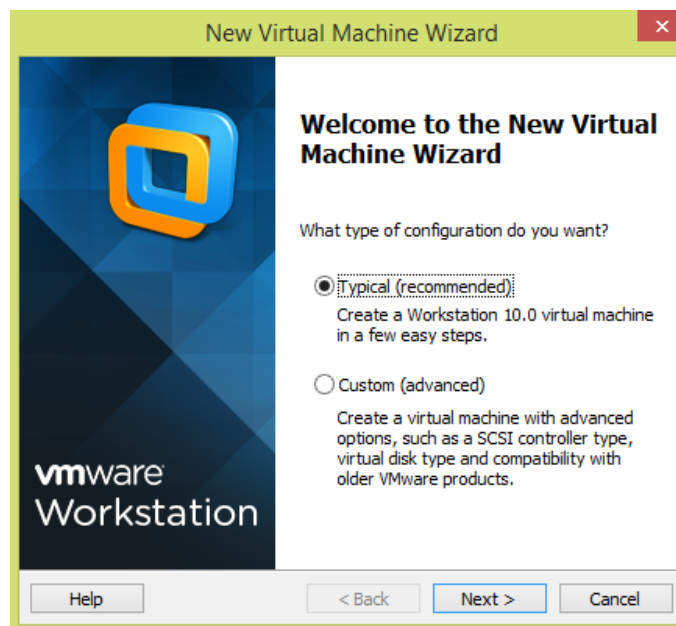 New Virtual Machine Wizard
Welcome to the New Virtual
Machine Wizard
What type of configuration do you want?
Typical (recommended)
Create a Workstation 10.0 virtual machine
in a few easy steps.
Custom (advanced)
Create a virtual machine with advanced
options, such as a SCSI controller type,
virtual disk type and compatibility with
older VMware products.
vmware
Workstation
Help
< Back
Next >
Cancel